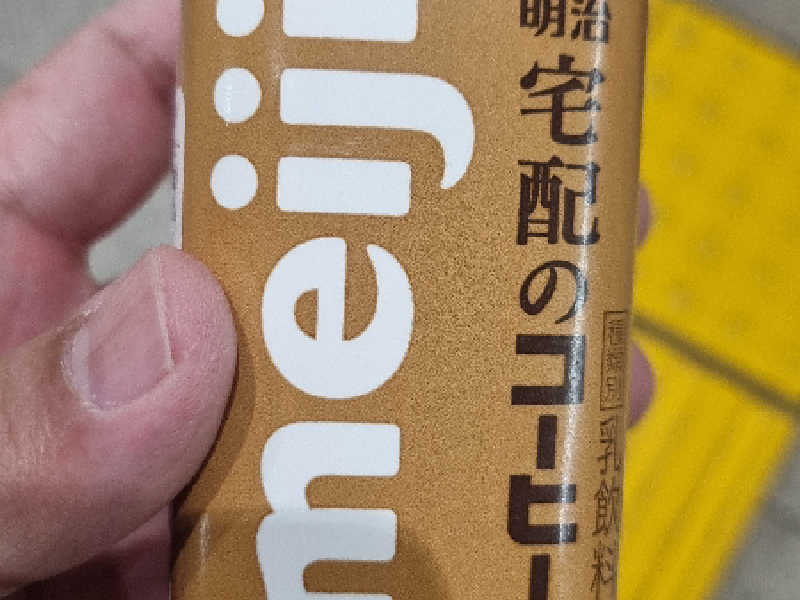 meiji
明治
宅配のコーヒー
種類別 乳飲料